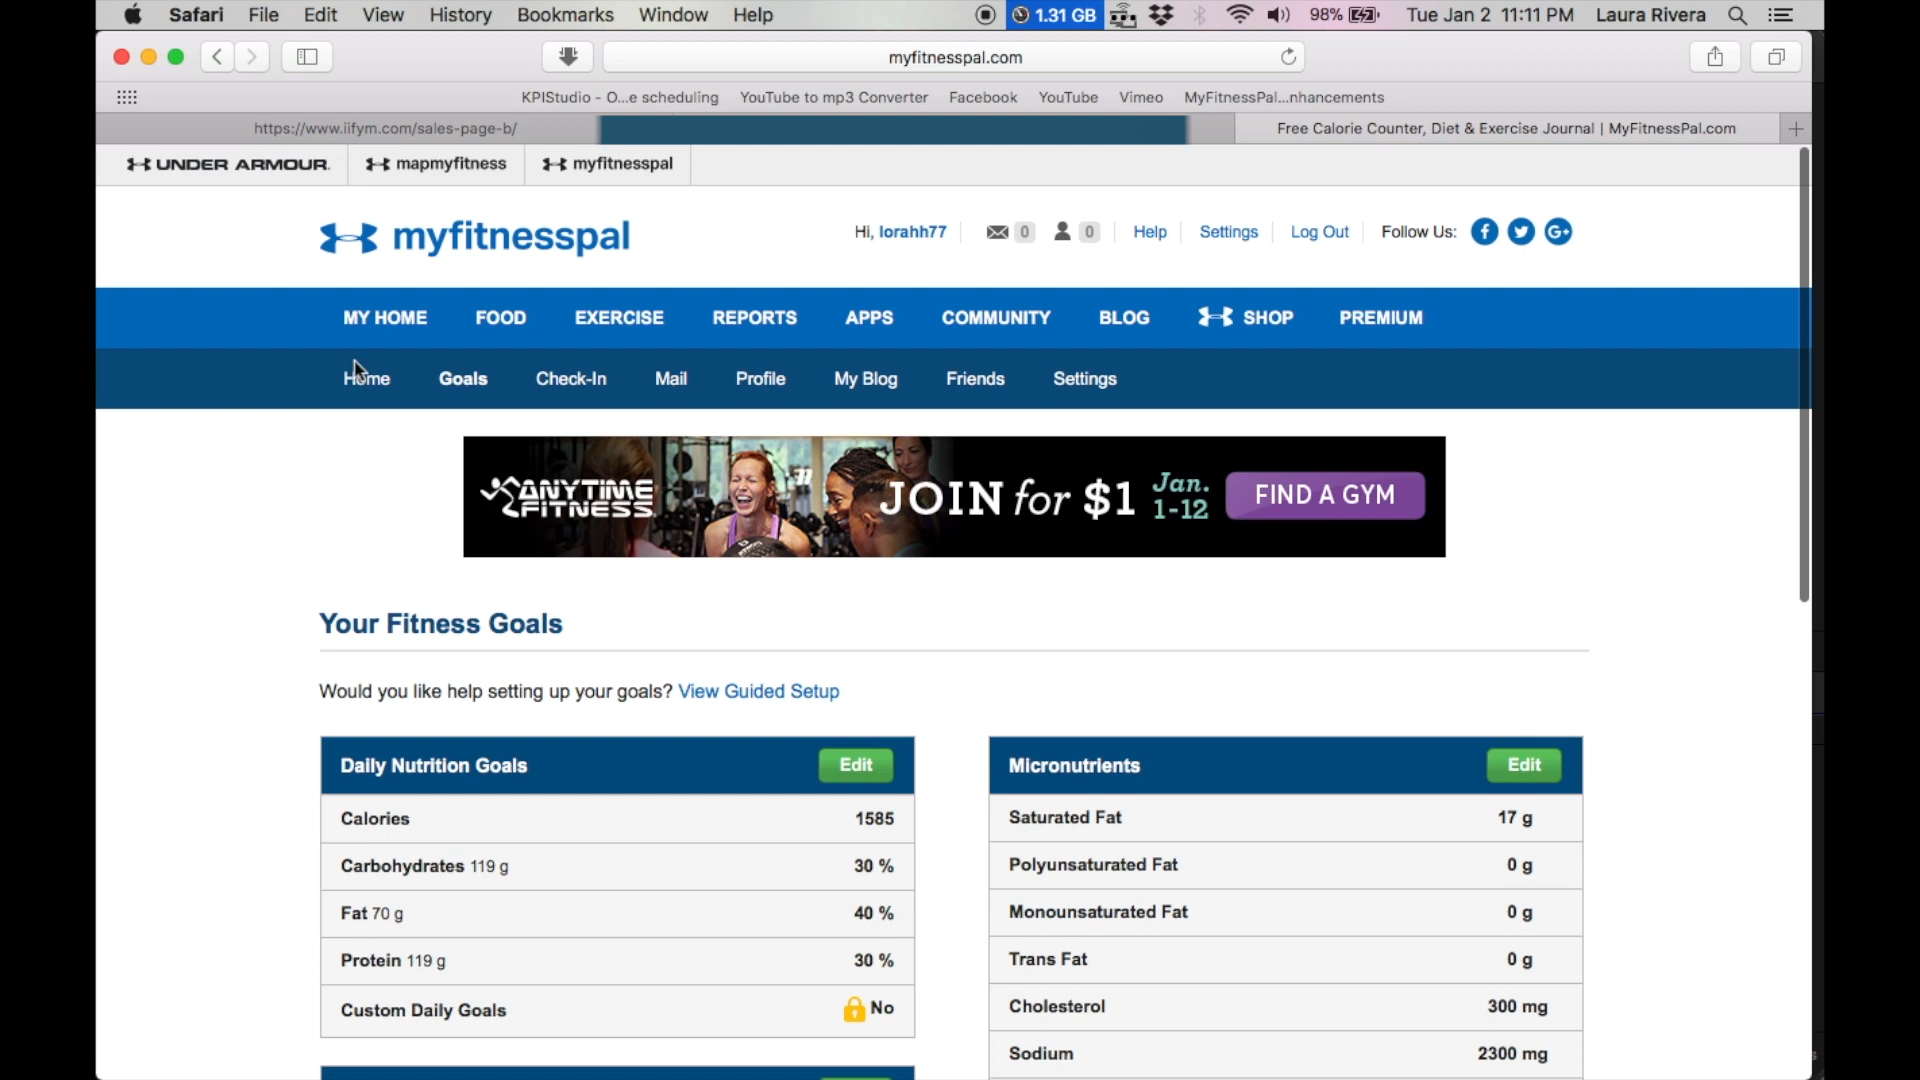 Safari File Edit View History Bookmarks Window Help 1.31 GB 98% Tue Jan 2 11:11 PM Laura Rivera
myfitnesspal.com
KPIStudio - O...e scheduling YouTube to mp3 Converter Facebook YouTube Vimeo MyFitnessPal...nhancements
https://www.iifym.com/sales-page-b/ Free Calorie Counter, Diet & Exercise Journal | MyFitnessPal.com
UNDER ARMOUR. mapmyfitness myfitnesspal
myfitnesspal Hi, lorahh77 0 0 Help Settings Log Out Follow Us:
MY HOME FOOD EXERCISE REPORTS APPS COMMUNITY BLOG SHOP PREMIUM
Home Goals Check-In Mail Profile My Blog Friends Settings
ANYTIME FITNESS. JOIN for $1 Jan. 1-12 FIND A GYM
Your Fitness Goals
Would you like help setting up your goals? View Guided Setup
Daily Nutrition Goals Edit
Calories 1585
Carbohydrates 119 g 30 %
Fat 70 g 40 %
Protein 119 g 30 %
Custom Daily Goals No
Micronutrients Edit
Saturated Fat 17 g
Polyunsaturated Fat 0 g
Monounsaturated Fat 0 g
Trans Fat 0 g
Cholesterol 300 mg
Sodium 2300 mg